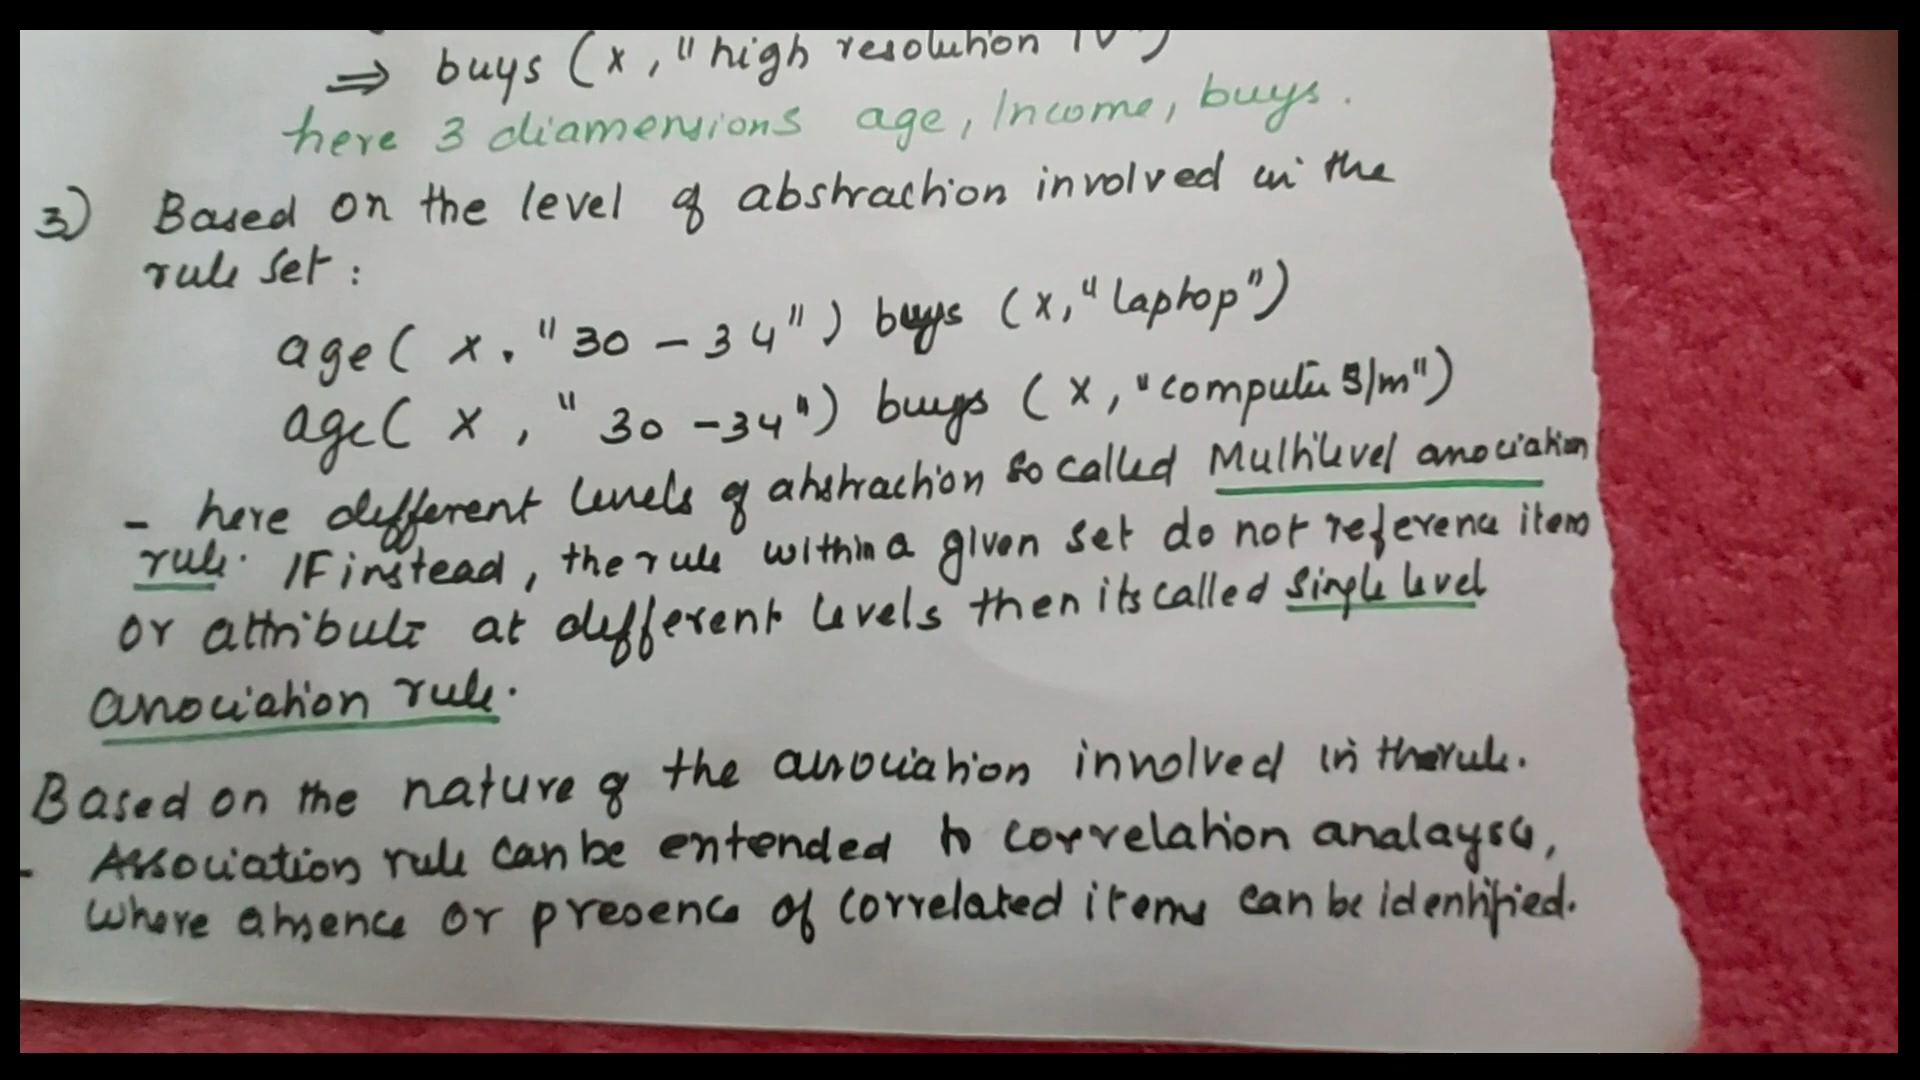 ⇒ buys (x, "high resolution TV")
here 3 diamensions age, Income, buys.
3) Based on the level of abstraction involved in the
rule set :
age( x. "30 - 34") buys (x, "laptop")
age( x, "30 -34") buys (x, "computer S/m")
- here different levels of abstraction so called Multilevel association
rule. IF instead, the rule within a given set do not reference items
or attribute at different levels then its called single level
association rule.
Based on the nature of the association involved in the rule.
- Association rule can be extended to correlation analaysis,
where absence or presence of correlated items can be identified.